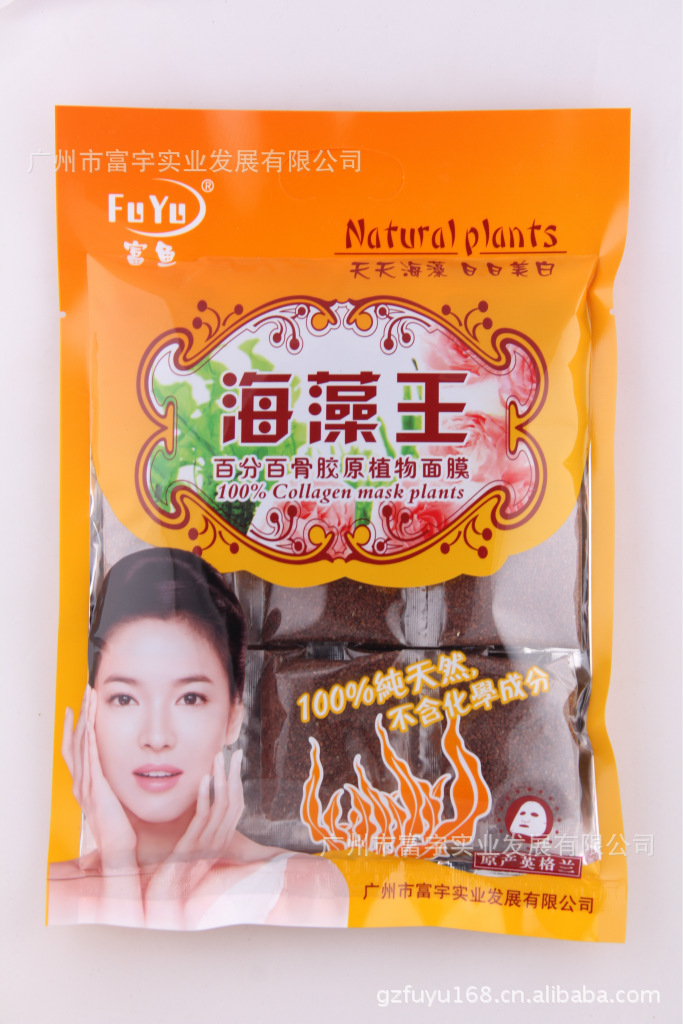 广州市富宇实业发展有限公司
FuYu®
富鱼
Natural plants
天天海藻 日日美白
海藻王
百分百骨胶原植物面膜
100% Collagen mask plants
100%純天然,
不含化學成分
广州市富宇实业发展有限公司
原产英格兰
广州市富宇实业发展有限公司
gzfuyu168.cn.alibaba.com